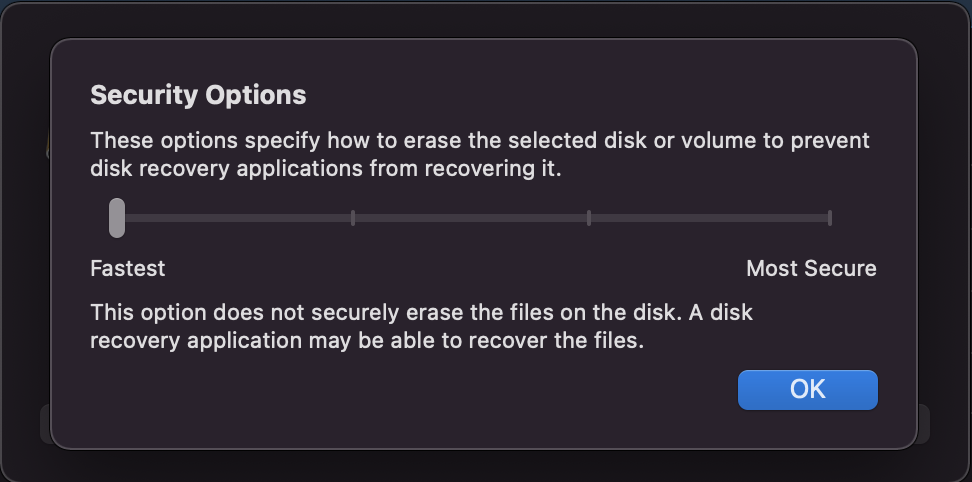 Security Options
These options specify how to erase the selected disk or volume to prevent
disk recovery applications from recovering it.
Fastest
Most Secure
This option does not securely erase the files on the disk. A disk
recovery application may be able to recover the files.
OK